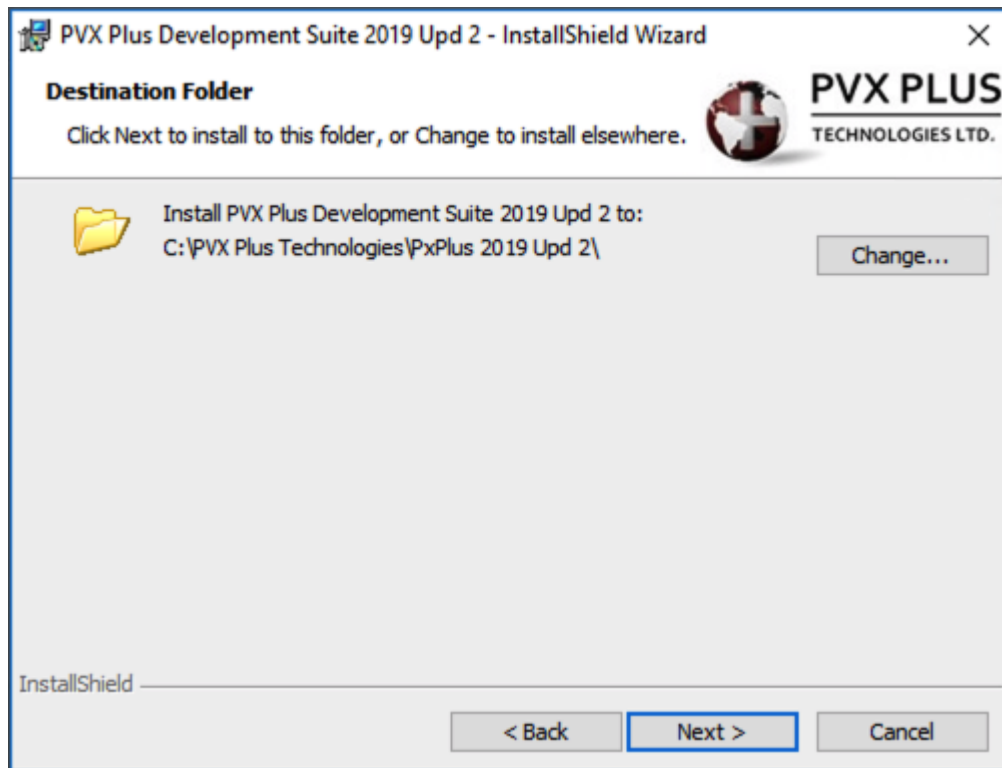 PVX Plus Development Suite 2019 Upd 2 - InstallShield Wizard
Destination Folder
Click Next to install to this folder, or Change to install elsewhere.
PVX PLUS
TECHNOLOGIES LTD.
Install PVX Plus Development Suite 2019 Upd 2 to:
C:\PVX Plus Technologies\PxPlus 2019 Upd 2\
Change...
InstallShield
< Back
Next >
Cancel